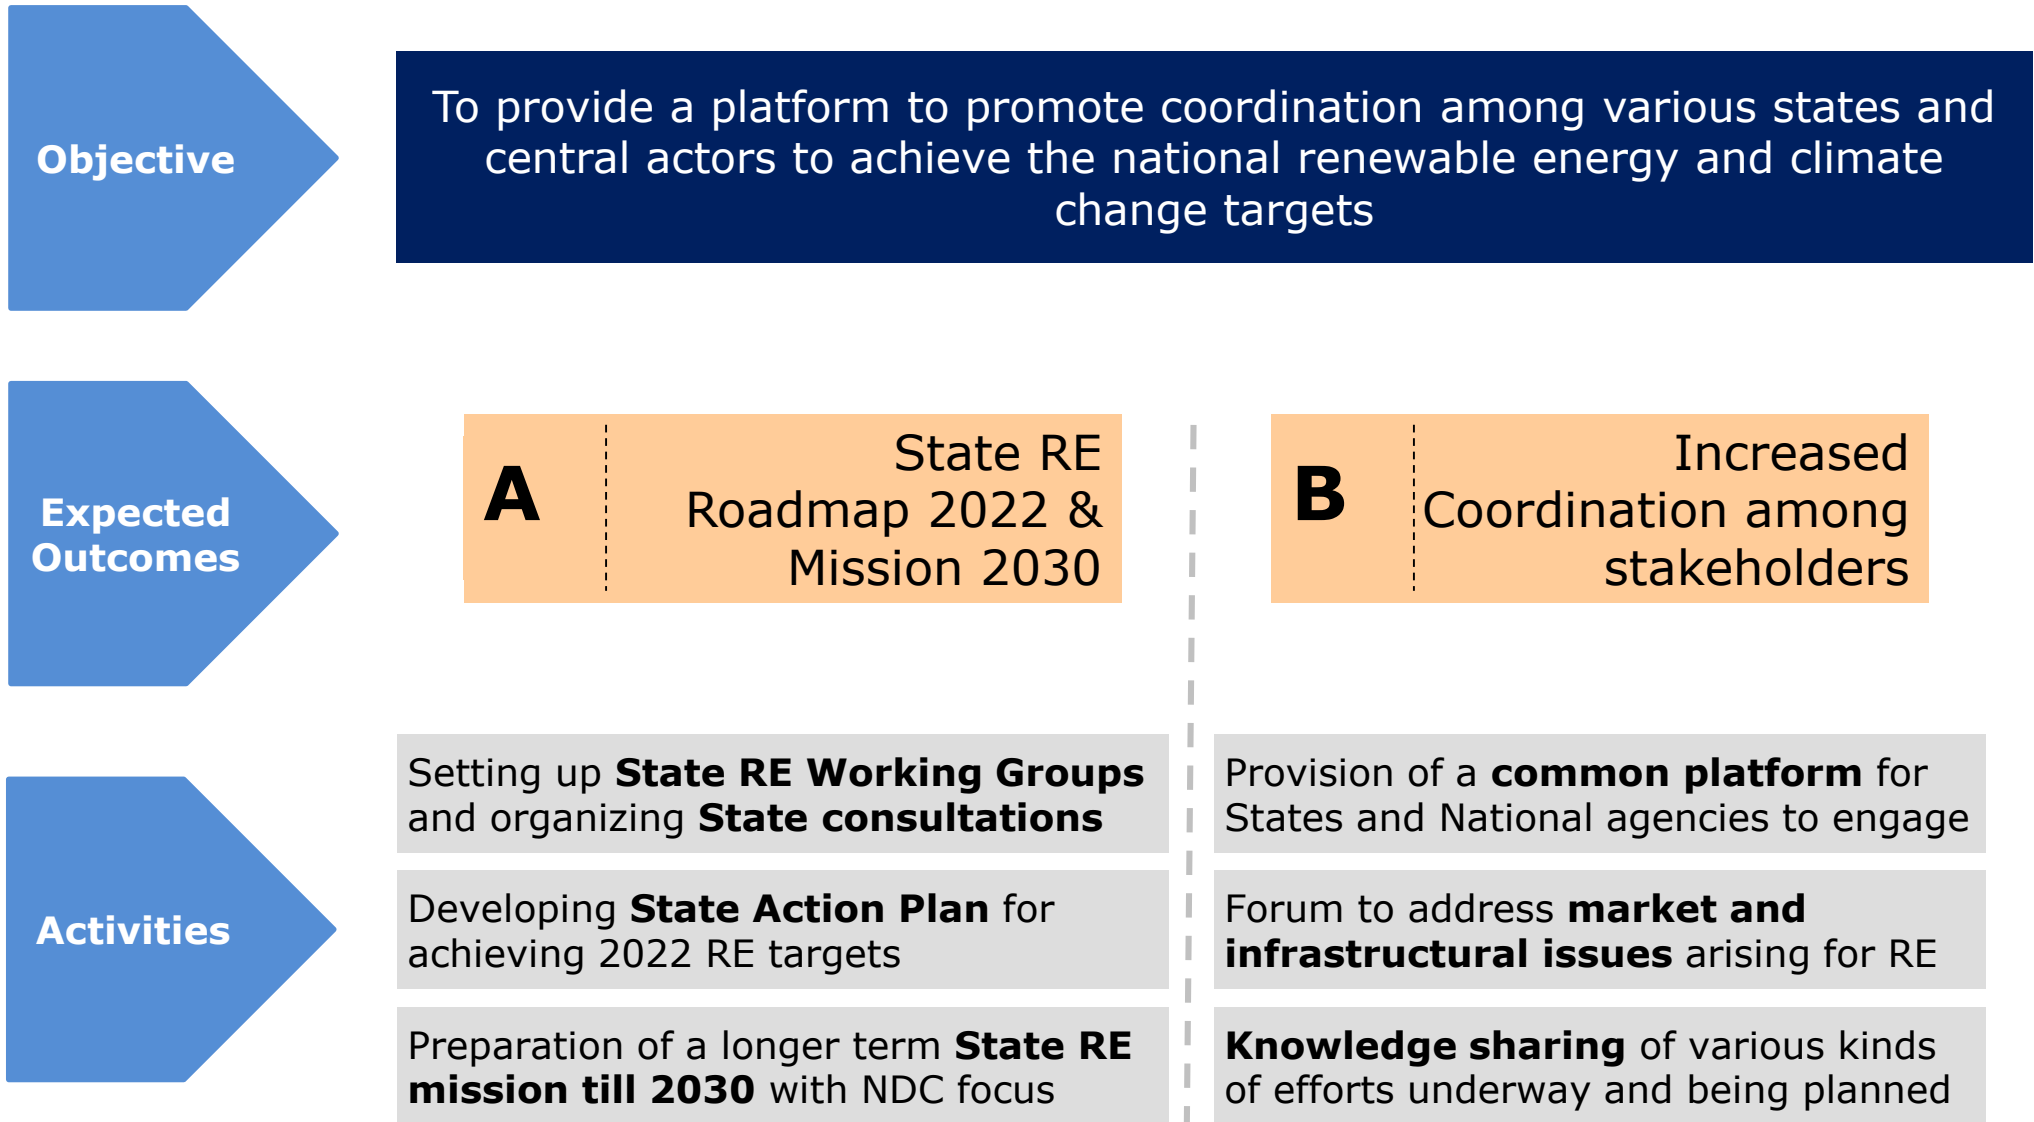 Objective
To provide a platform to promote coordination among various states and
central actors to achieve the national renewable energy and climate
change targets
Expected
Outcomes
A
State RE
Roadmap 2022 &
Mission 2030
B
Increased
Coordination among
stakeholders
Activities
Setting up State RE Working Groups
and organizing State consultations
Developing State Action Plan for
achieving 2022 RE targets
Preparation of a longer term State RE
mission till 2030 with NDC focus
Provision of a common platform for
States and National agencies to engage
Forum to address market and
infrastructural issues arising for RE
Knowledge sharing of various kinds
of efforts underway and being planned